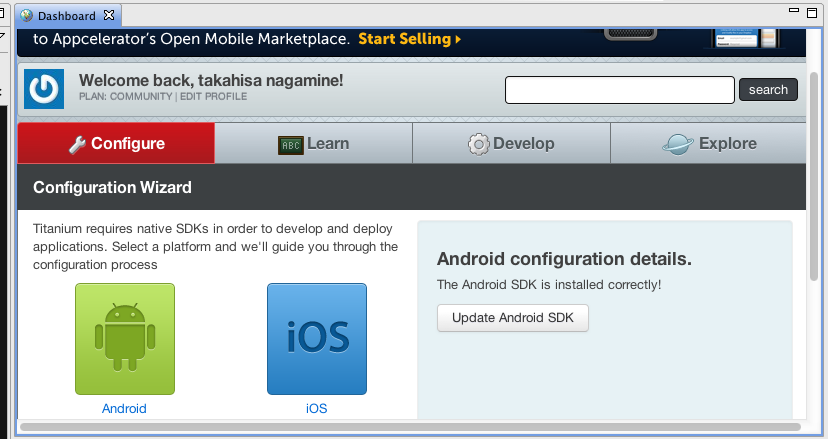 Dashboard
to Appcelerator's Open Mobile Marketplace. Start Selling
Welcome back, takahisa nagamine!
PLAN: COMMUNITY | EDIT PROFILE
search
Configure
ABC Learn
Develop
Explore
Configuration Wizard
Titanium requires native SDKs in order to develop and deploy
applications. Select a platform and we'll guide you through the
configuration process
Android configuration details.
The Android SDK is installed correctly!
Update Android SDK
iOS
Android
iOS